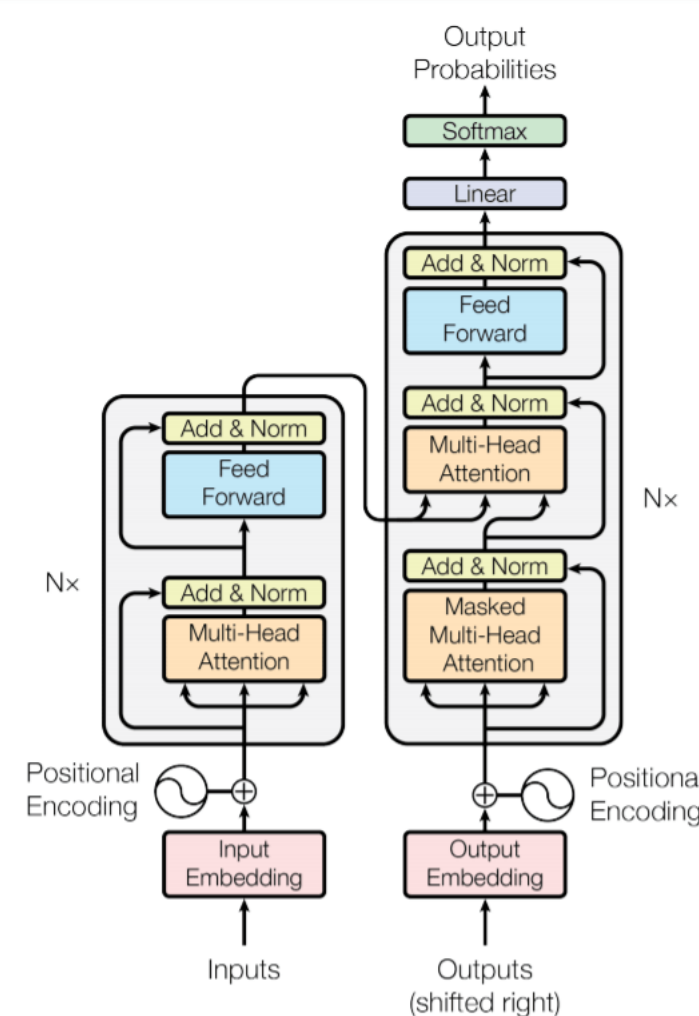 Output
Probabilities
Softmax
Linear
Add & Norm
Feed
Forward
Add & Norm
Multi-Head
Attention
Nx
Add & Norm
Masked
Multi-Head
Attention
Add & Norm
Feed
Forward
Nx
Add & Norm
Multi-Head
Attention
Positional
Encoding
Positiona
Encoding
Input
Embedding
Output
Embedding
Inputs
Outputs
(shifted right)